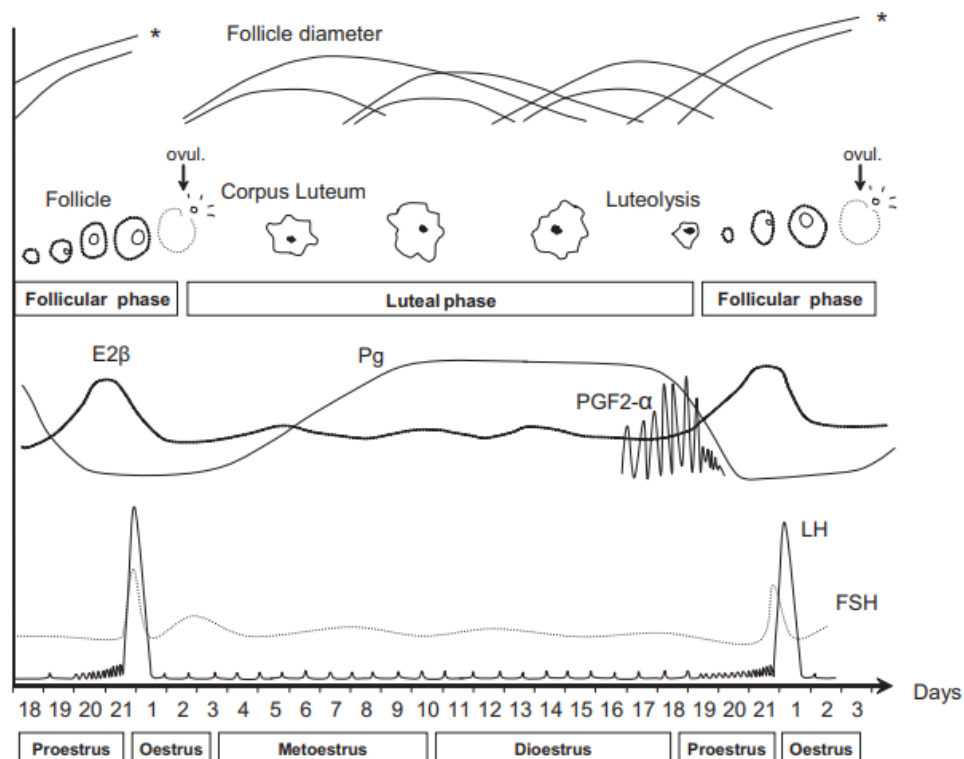 * Follicle diameter *
ovul. ovul.
Follicle Corpus Luteum Luteolysis
Follicular phase Luteal phase Follicular phase
E2β Pg
PGF2-α
LH
FSH
Days
18 19 20 21 1 2 3 4 5 6 7 8 9 10 11 12 13 14 15 16 17 18 19 20 21 1 2 3
Proestrus Oestrus Metoestrus Dioestrus Proestrus Oestrus